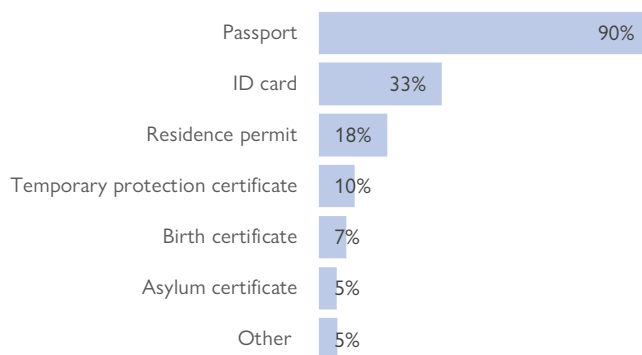 Passport 90%
ID card 33%
Residence permit 18%
Temporary protection certificate 10%
Birth certificate 7%
Asylum certificate 5%
Other 5%